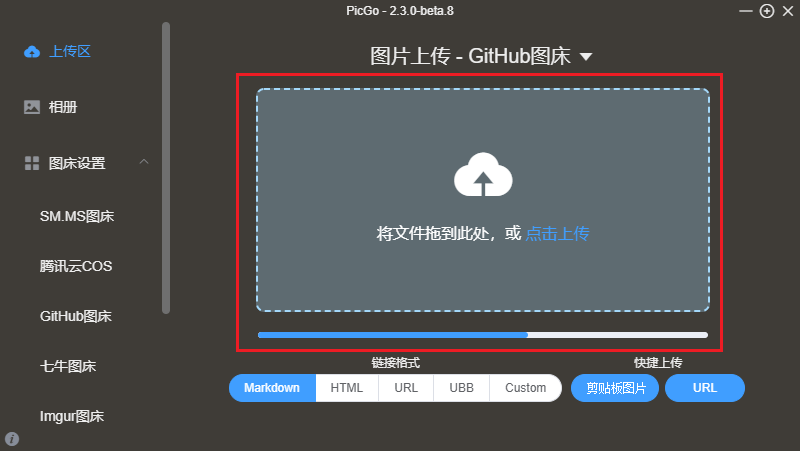 PicGo - 2.3.0-beta.8
上传区
相册
图床设置
SM.MS图床
腾讯云COS
GitHub图床
七牛图床
Imgur图床
图片上传 - GitHub图床
将文件拖到此处，或 点击上传
链接格式
Markdown HTML URL UBB Custom
快捷上传
剪贴板图片 URL